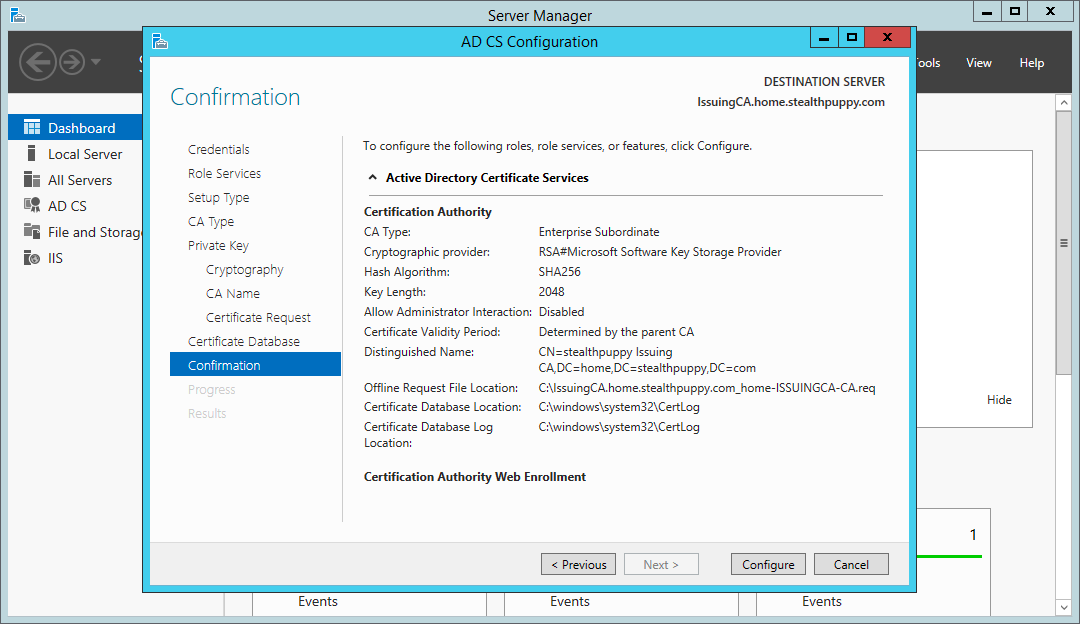 Server Manager
AD CS Configuration
Tools
View
Help
Dashboard
Local Server
All Servers
AD CS
File and Storag
IIS
Confirmation
DESTINATION SERVER
IssuingCA.home.stealthpuppy.com
Credentials
Role Services
Setup Type
CA Type
Private Key
Cryptography
CA Name
Certificate Request
Certificate Database
Confirmation
Progress
Results
To configure the following roles, role services, or features, click Configure.
Active Directory Certificate Services
Certification Authority
CA Type: Enterprise Subordinate
Cryptographic provider: RSA#Microsoft Software Key Storage Provider
Hash Algorithm: SHA256
Key Length: 2048
Allow Administrator Interaction: Disabled
Certificate Validity Period: Determined by the parent CA
Distinguished Name: CN=stealthpuppy Issuing
CA,DC=home,DC=stealthpuppy,DC=com
Offline Request File Location: C:\IssuingCA.home.stealthpuppy.com_home-ISSUINGCA-CA.req
Certificate Database Location: C:\windows\system32\CertLog
Certificate Database Log C:\windows\system32\CertLog
Location:
Certification Authority Web Enrollment
< Previous
Next >
Configure
Cancel
Hide
1
Events
Events
Events